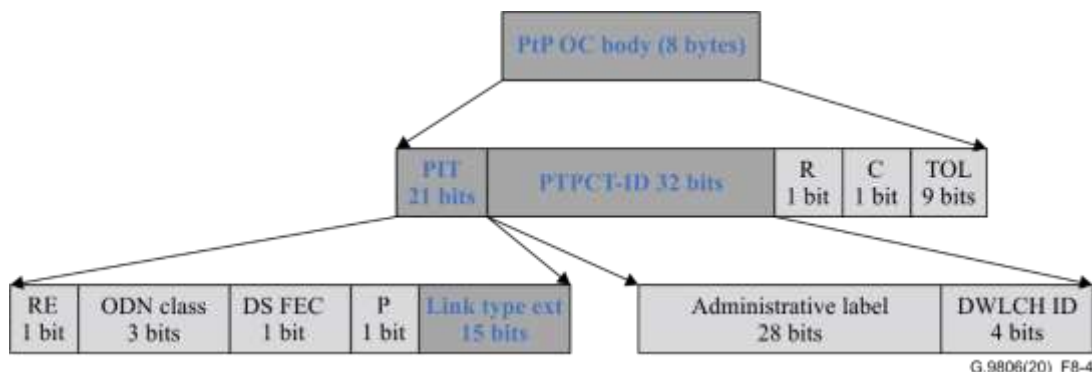 PtP OC body (8 bytes)
PIT
21 bits
PTPCT-ID 32 bits
R
1 bit
C
1 bit
TOL
9 bits
RE
1 bit
ODN class
3 bits
DS FEC
1 bit
P
1 bit
Link type ext
15 bits
Administrative label
28 bits
DWLCH ID
4 bits
G.9806(20)_F8-4